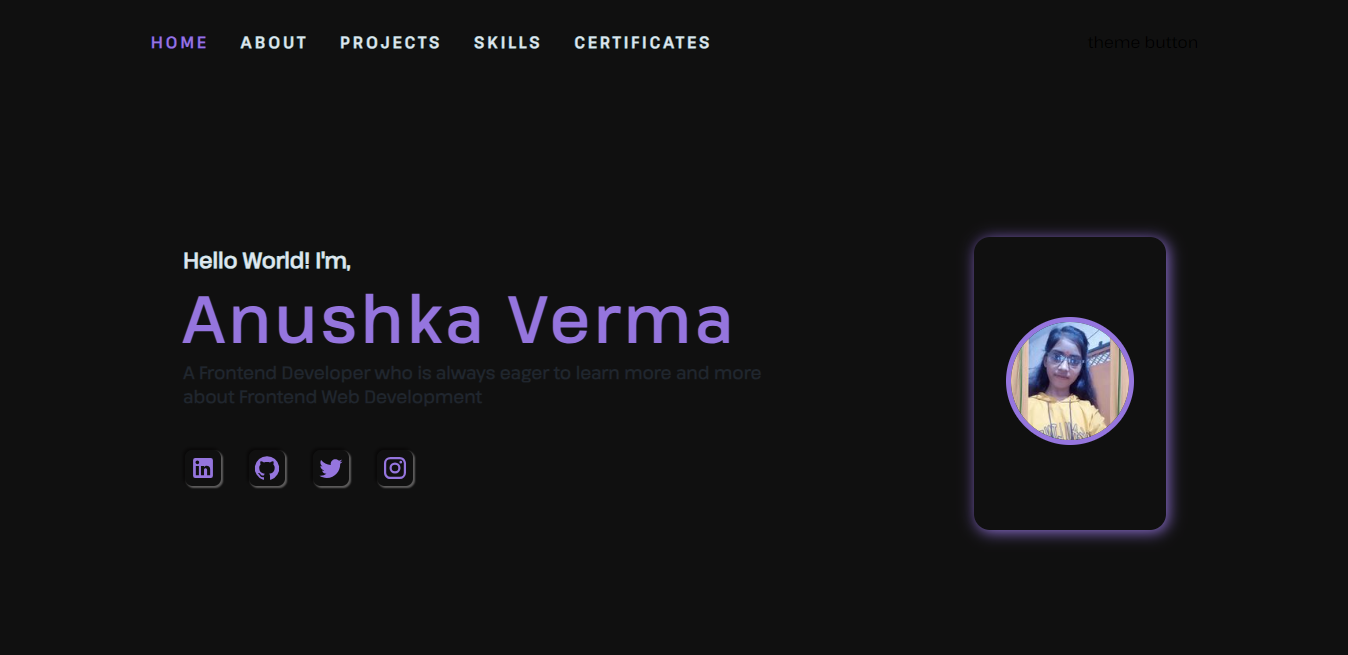 HOME ABOUT PROJECTS SKILLS CERTIFICATES theme button
Hello World! I'm,
Anushka Verma
A Frontend Developer who is always eager to learn more and more
about Frontend Web Development
in